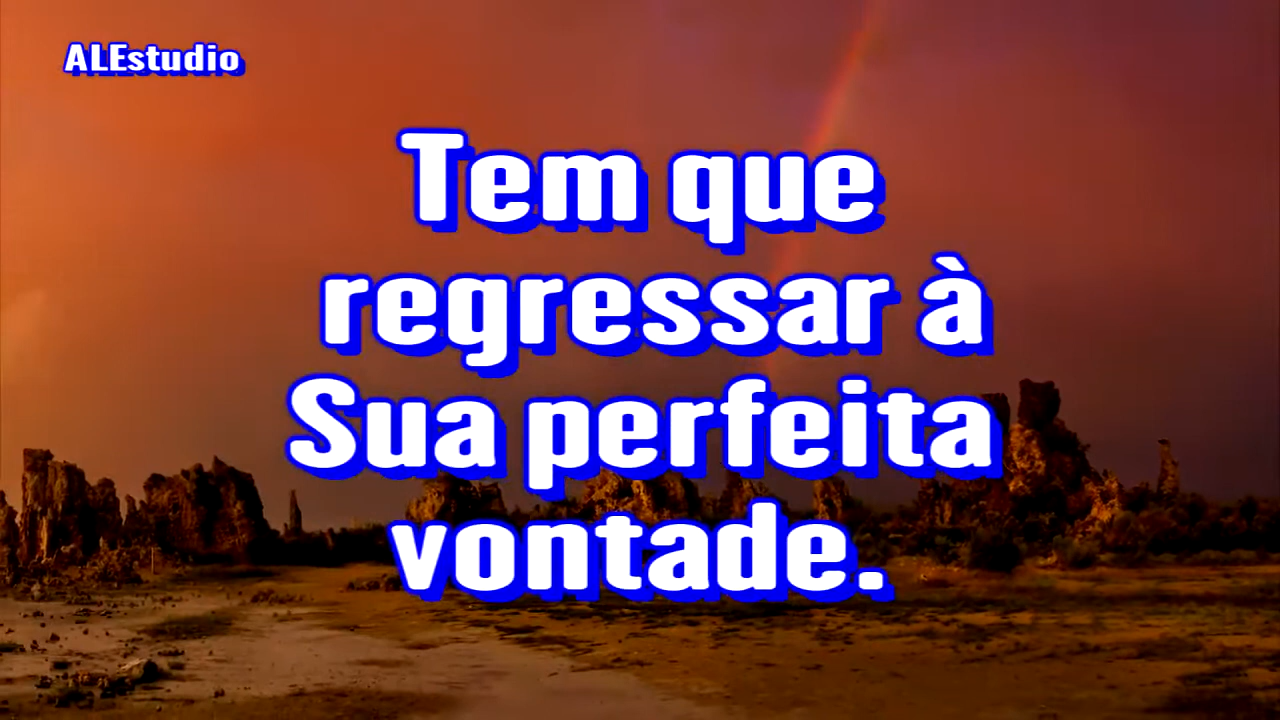 ALEstudio
Tem que
regressar à
Sua perfeita
vontade.